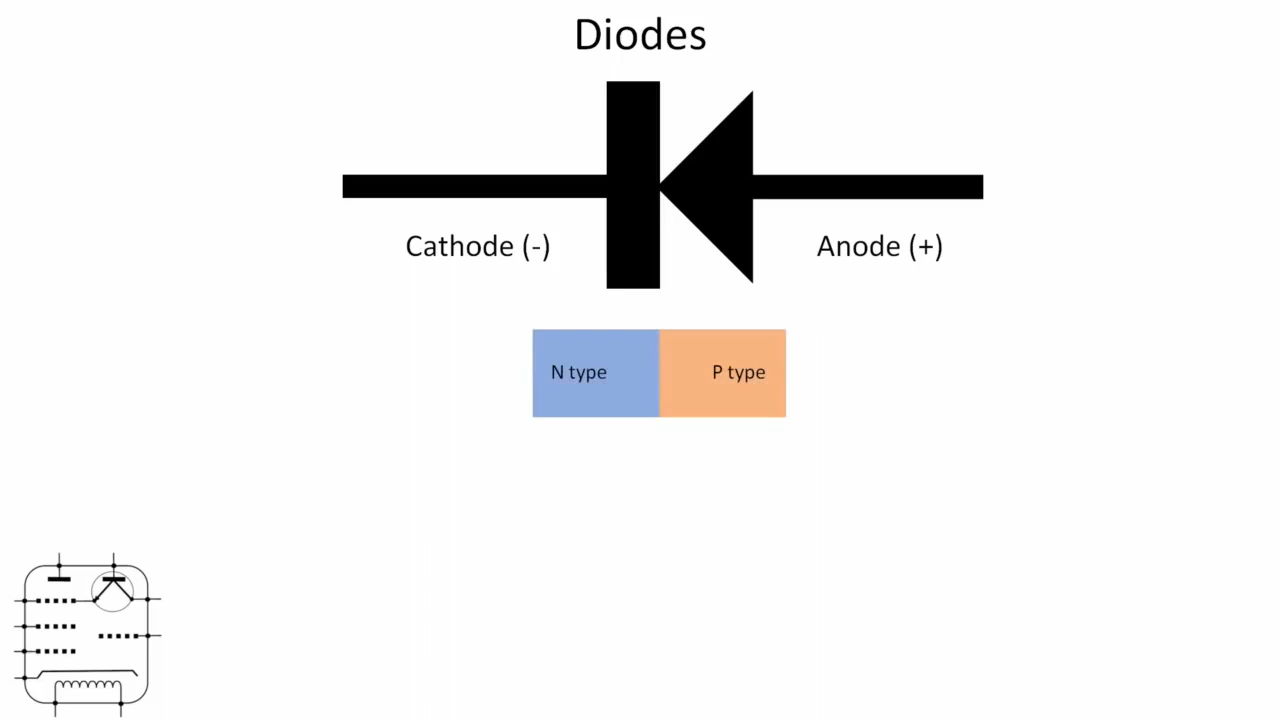 Diodes
Cathode (-)
Anode (+)
N type
P type